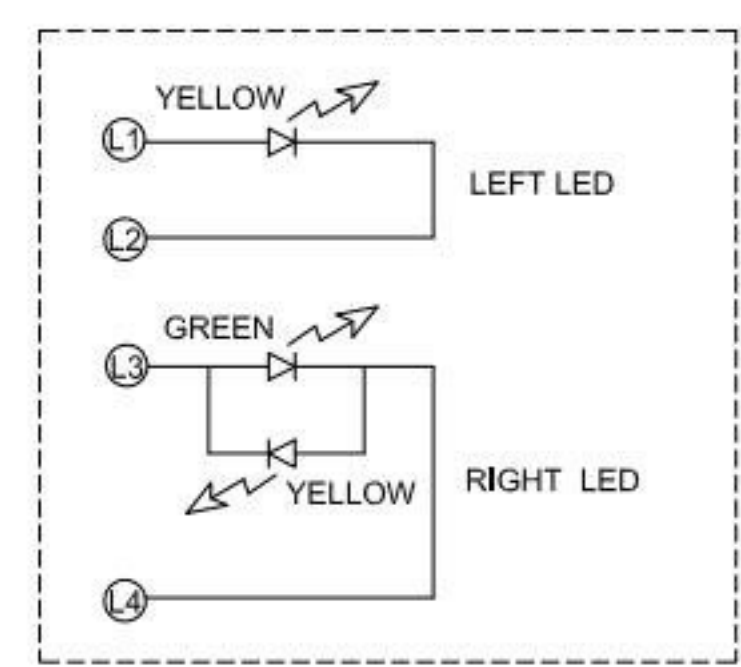 YELLOW
L1
LEFT LED
L2
GREEN
L3
YELLOW
RIGHT LED
L4